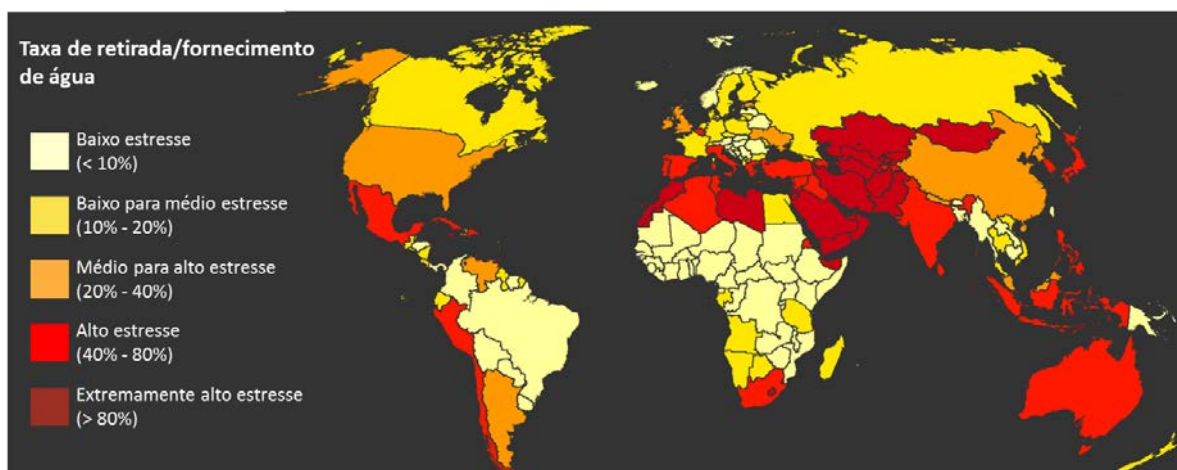 Taxa de retirada/fornecimento
de água
Baixo estresse
(< 10%)
Baixo para médio estresse
(10% - 20%)
Médio para alto estresse
(20% - 40%)
Alto estresse
(40% - 80%)
Extremamente alto estresse
(> 80%)